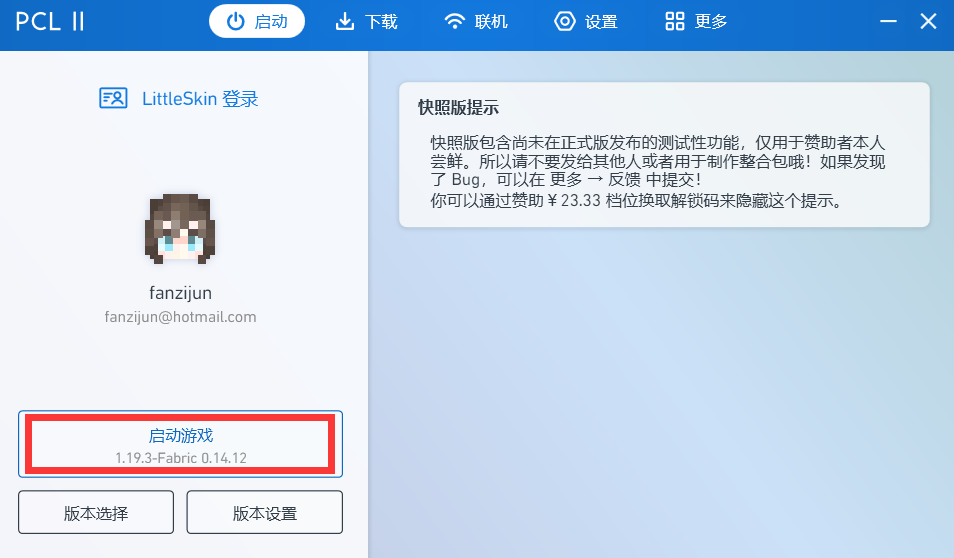 PCL II
启动
下载
联机
设置
更多
LittleSkin 登录
fanzijun
fanzijun@hotmail.com
启动游戏
1.19.3-Fabric 0.14.12
版本选择
版本设置
快照版提示
快照版包含尚未在正式版发布的测试性功能，仅用于赞助者本人
尝鲜。所以请不要发给其他人或者用于制作整合包哦！如果发现
了 Bug，可以在 更多 → 反馈 中提交！
你可以通过赞助￥23.33 档位换取解锁码来隐藏这个提示。